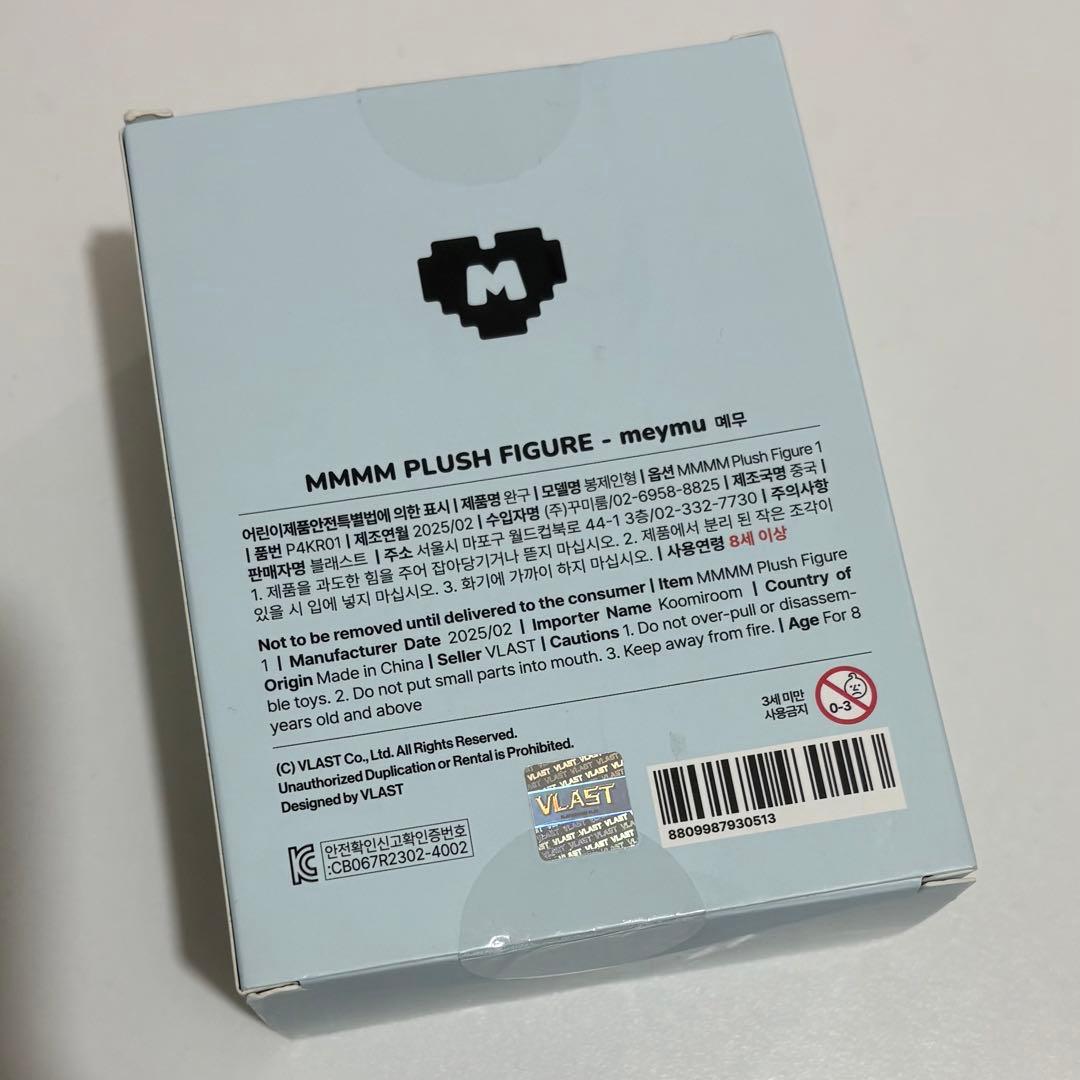 M
MMMM PLUSH FIGURE - meymu 메무
어린이제품안전특별법에 의한 표시 | 제품명 완구 | 모델명 봉제인형 | 옵션 MMMM Plush Figure 1
| 품번 P4KR01 | 제조연월 2025/02 | 수입자명 (주)꾸미룸/02-6958-8825 | 제조국명 중국 |
판매자명 블래스트 | 주소 서울시 마포구 월드컵북로 44-1 3층/02-332-7730 | 주의사항
1. 제품을 과도한 힘을 주어 잡아당기거나 뜯지 마십시오. 2. 제품에서 분리 된 작은 조각이
있을 시 입에 넣지 마십시오. 3. 화기에 가까이 하지 마십시오. | 사용연령 8세 이상
Not to be removed until delivered to the consumer | Item MMMM Plush Figure
1 | Manufacturer Date 2025/02 | Importer Name Koomiroom | Country of
Origin Made in China | Seller VLAST | Cautions 1. Do not over-pull or disassem-
ble toys. 2. Do not put small parts into mouth. 3. Keep away from fire. | Age For 8
years old and above
3세 미만
사용금지
0-3
(C) VLAST Co., Ltd. All Rights Reserved.
Unauthorized Duplication or Rental is Prohibited.
Designed by VLAST
안전확인신고확인증번호
:CB067R2302-4002
VLAST
8809987930513